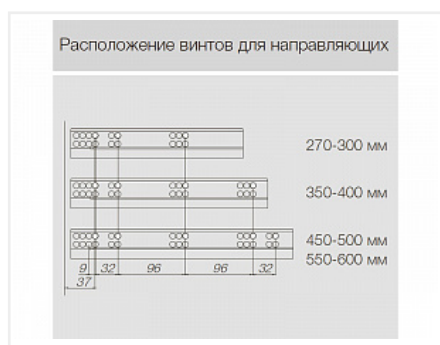 Расположение винтов для направляющих
270-300 мм
350-400 мм
450-500 мм
550-600 мм
9 32 96 96 32
37